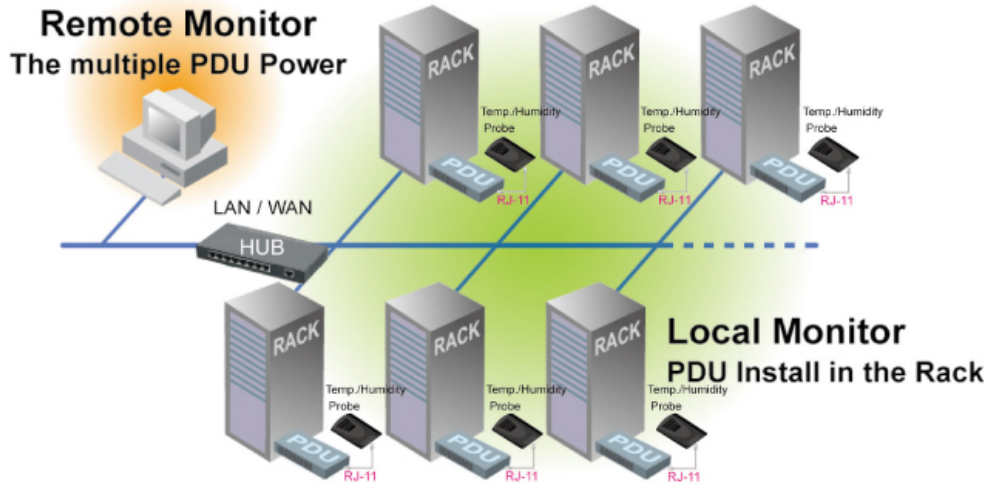 Remote Monitor
The multiple PDU Power
RACK
Temp./Humidity
Probe
PDU
RJ-11
RACK
Temp./Humidity
Probe
PDU
RJ-11
RACK
Temp./Humidity
Probe
PDU
RJ-11
LAN / WAN
HUB
RACK
Temp./Humidity
Probe
PDU
RJ-11
RACK
Temp./Humidity
Probe
PDU
RJ-11
RACK
Temp./Humidity
Probe
PDU
RJ-11
Local Monitor
PDU Install in the Rack